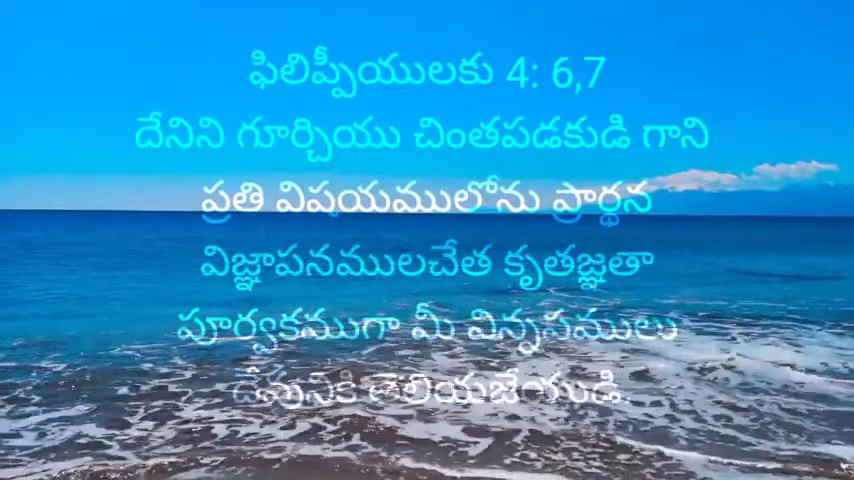 ఫిలిప్పీయులకు 4: 6,7
దేనిని గూర్చియు చింతపడకుడి గాని
ప్రతి విషయములోను ప్రార్థన
విజ్ఞాపనములచేత కృతజ్ఞతా
పూర్వకముగా మీ విన్నపములు
దేవునికి తెలియజేయుడి.